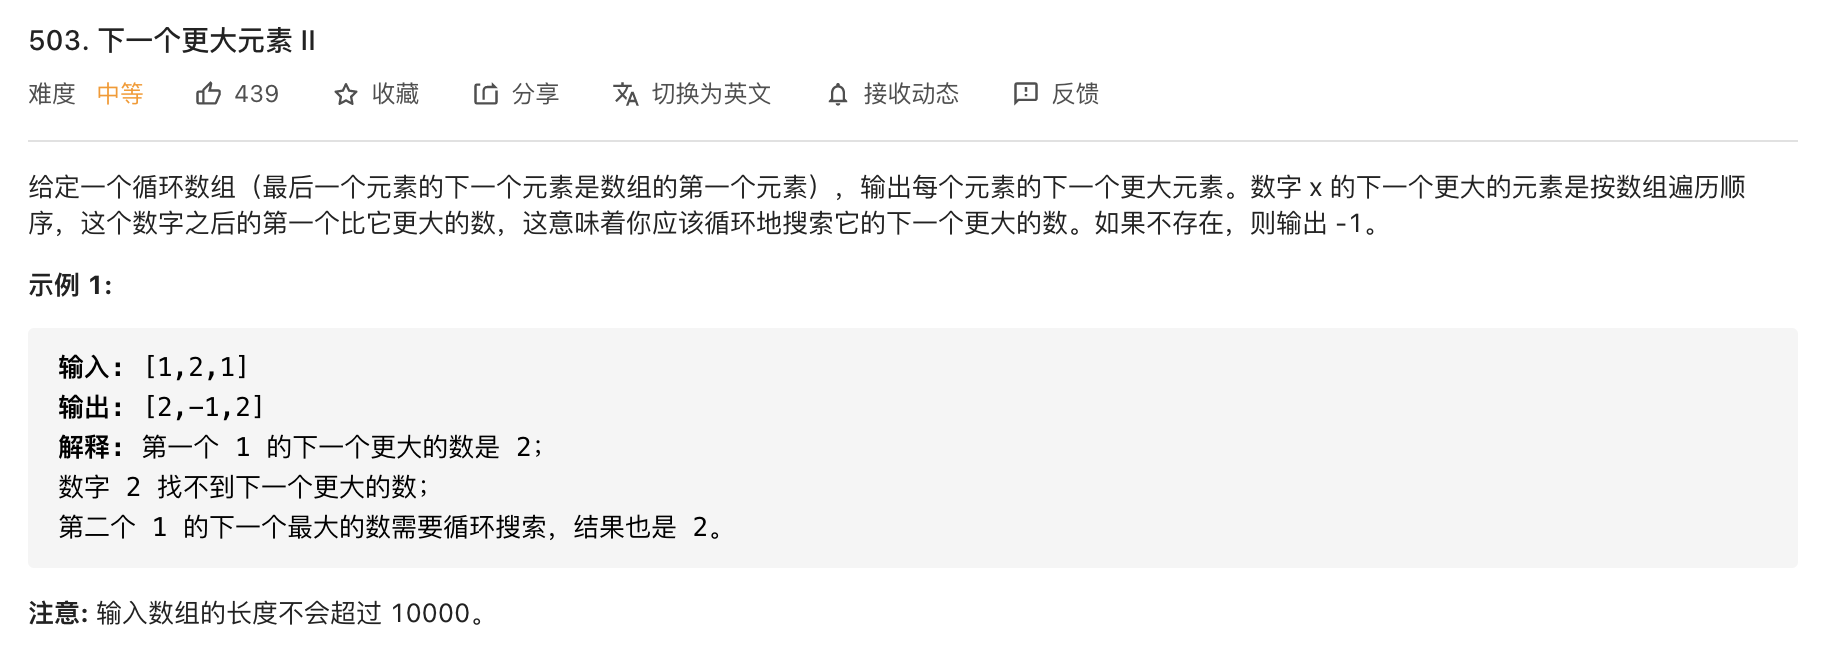 503. 下一个更大元素 II
难度 中等 439 收藏 分享 切换为英文 接收动态 反馈
给定一个循环数组（最后一个元素的下一个元素是数组的第一个元素），输出每个元素的下一个更大元素。数字 x 的下一个更大的元素是按数组遍历顺
序，这个数字之后的第一个比它更大的数，这意味着你应该循环地搜索它的下一个更大的数。如果不存在，则输出 -1。
示例 1:
输入: [1,2,1]
输出: [2,-1,2]
解释: 第一个 1 的下一个更大的数是 2；
数字 2 找不到下一个更大的数；
第二个 1 的下一个最大的数需要循环搜索，结果也是 2。
注意: 输入数组的长度不会超过 10000。